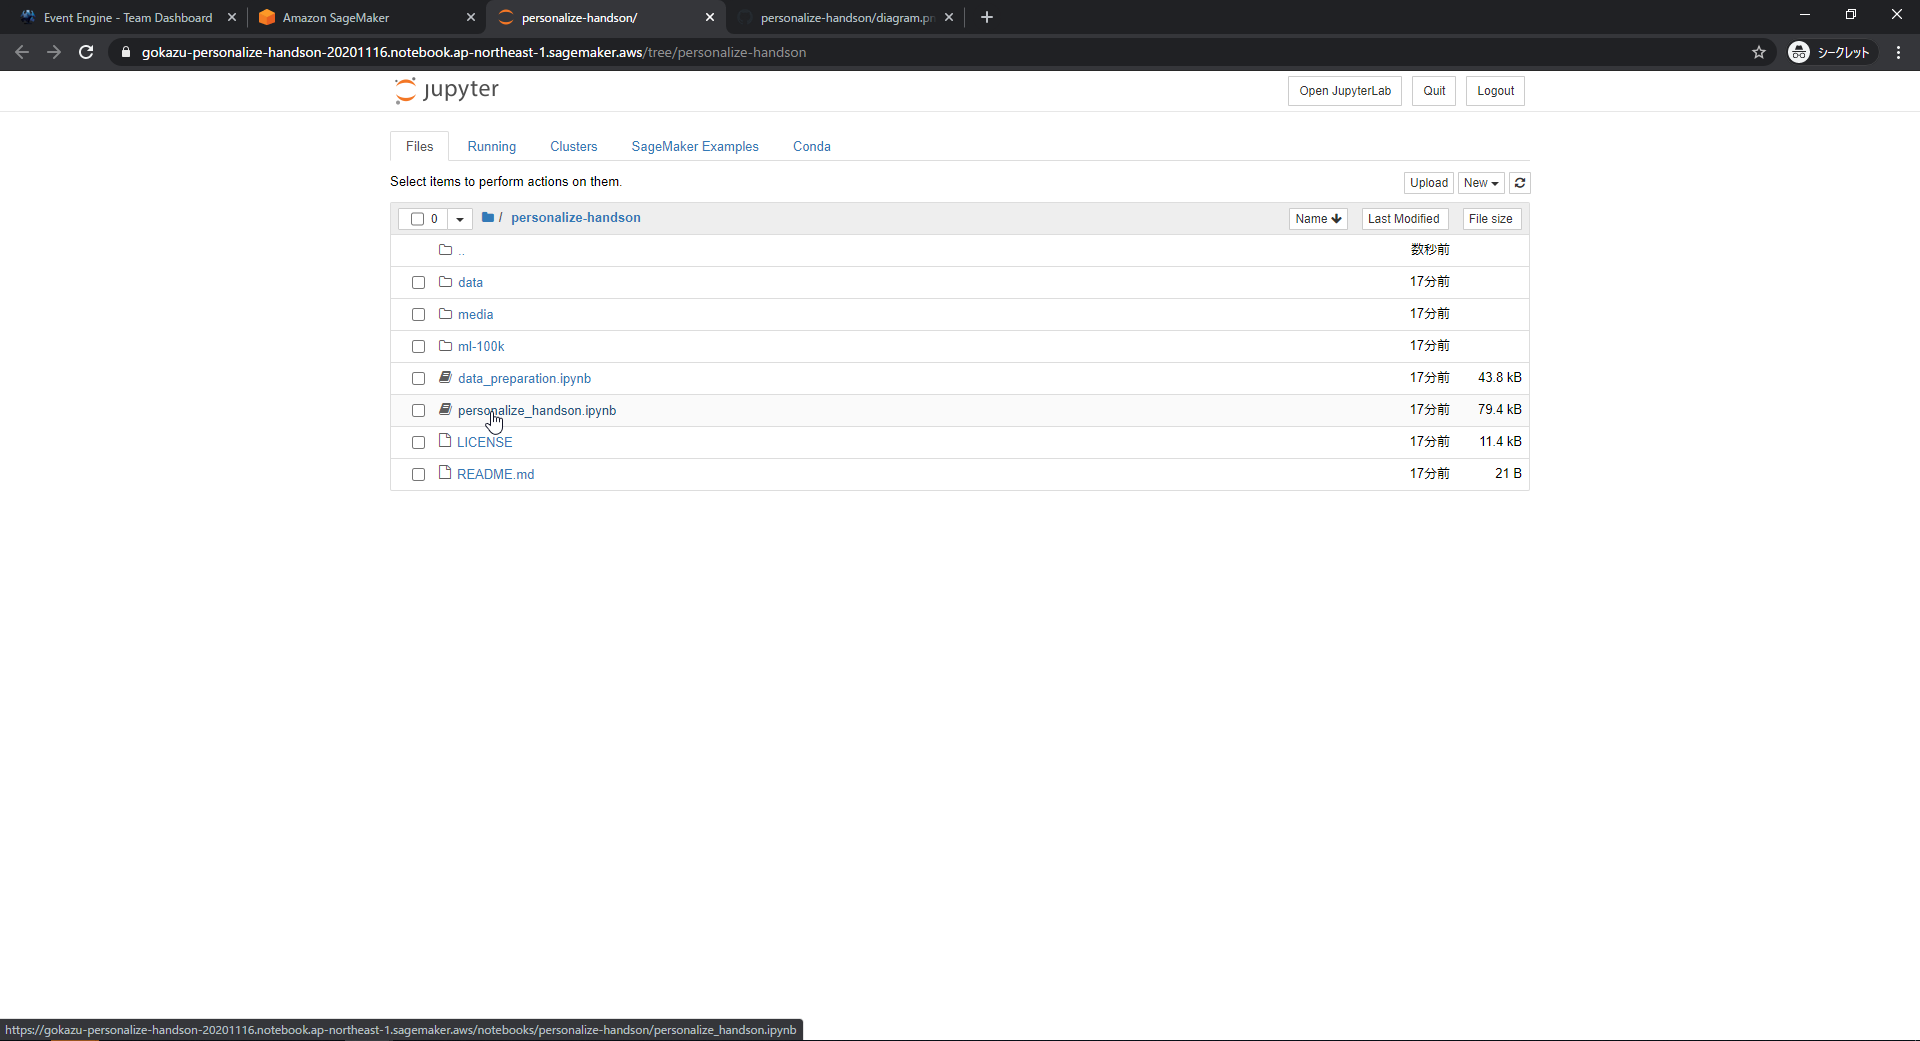 Event Engine - Team Dashboard
Amazon SageMaker
personalize-handson/
personalize-handson/diagram.pn
gokazu-personalize-handson-20201116.notebook.ap-northeast-1.sagemaker.aws/tree/personalize-handson
シークレット
jupyter
Open JupyterLab
Quit
Logout
Files
Running
Clusters
SageMaker Examples
Conda
Select items to perform actions on them.
Upload
New
0
/ personalize-handson
Name
Last Modified
File size
.. 数秒前
data 17分前
media 17分前
ml-100k 17分前
data_preparation.ipynb 17分前 43.8 kB
personalize_handson.ipynb 17分前 79.4 kB
LICENSE 17分前 11.4 kB
README.md 17分前 21 B
https://gokazu-personalize-handson-20201116.notebook.ap-northeast-1.sagemaker.aws/notebooks/personalize-handson/personalize_handson.ipynb